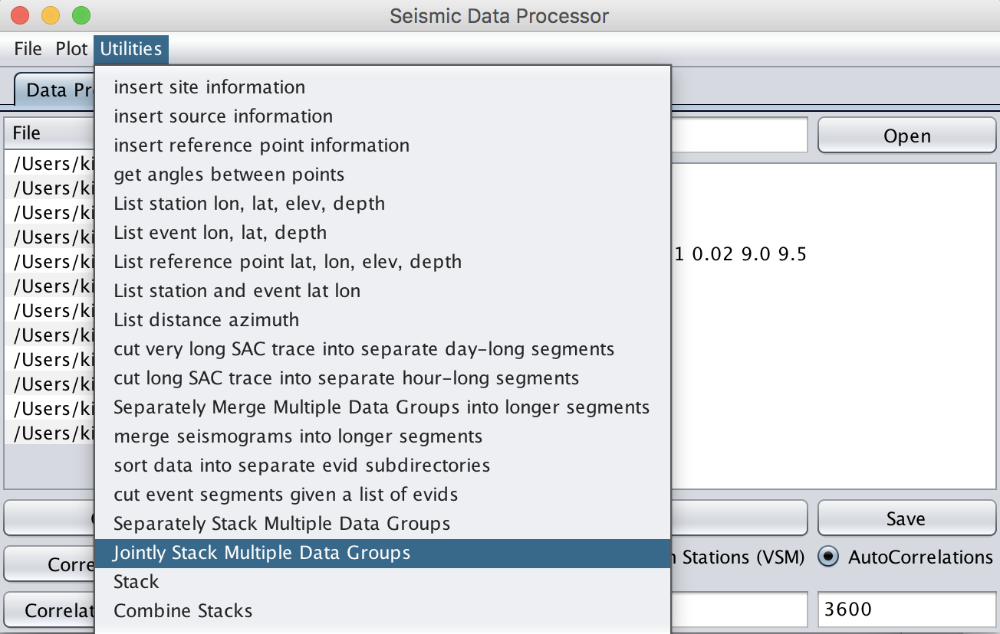 Seismic Data Processor
File Plot Utilities
Data
File
Open
insert site information
insert source information
insert reference point information
get angles between points
List station lon, lat, elev, depth
List event lon, lat, depth
List reference point lat, lon, elev, depth
List station and event lat lon
List distance azimuth
cut very long SAC trace into separate day-long segments
cut long SAC trace into separate hour-long segments
Separately Merge Multiple Data Groups into longer segments
merge seismograms into longer segments
sort data into separate evid subdirectories
cut event segments given a list of evids
Separately Stack Multiple Data Groups
Jointly Stack Multiple Data Groups
Stack
Combine Stacks
/Users/ki
/Users/ki
/Users/ki
/Users/ki
/Users/ki
/Users/ki
/Users/ki
/Users/ki
/Users/ki
/Users/ki
/Users/ki
/Users/ki
1 0.02 9.0 9.5
Save
Corre
Stations (VSM) AutoCorrelations
Correlat
3600